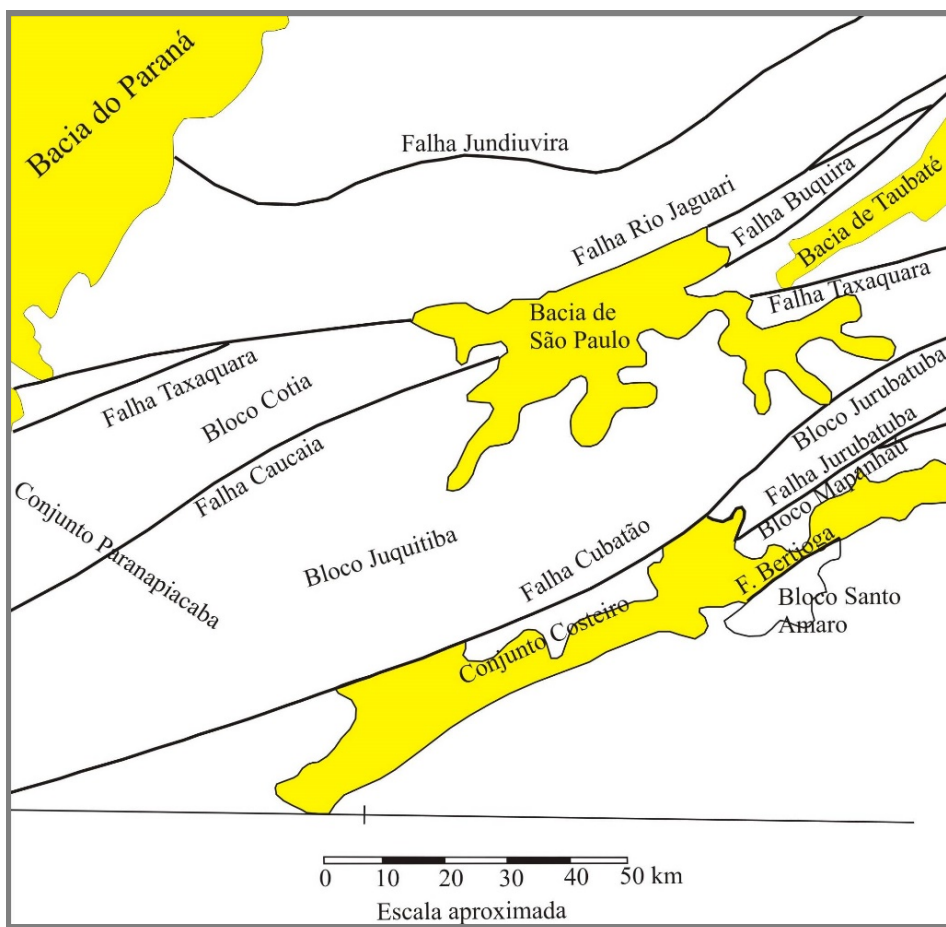 Bacia do Paraná
Falha Jundiuvira
Falha Rio Jaguari
Falha Buquira
Bacia de Taubaté
Falha Taxaquara
Bacia de
São Paulo
Falha Taxaquara
Bloco Cotia
Falha Caucaia
Bloco Jurubatuba
Falha Jurubatuba
Bloco Mapanhaú
Conjunto Paranapiacaba
Bloco Juquitiba
Falha Cubatão
F. Bertioga
Bloco Santo
Amaro
Conjunto Costeiro
0 10 20 30 40 50 km
Escala aproximada